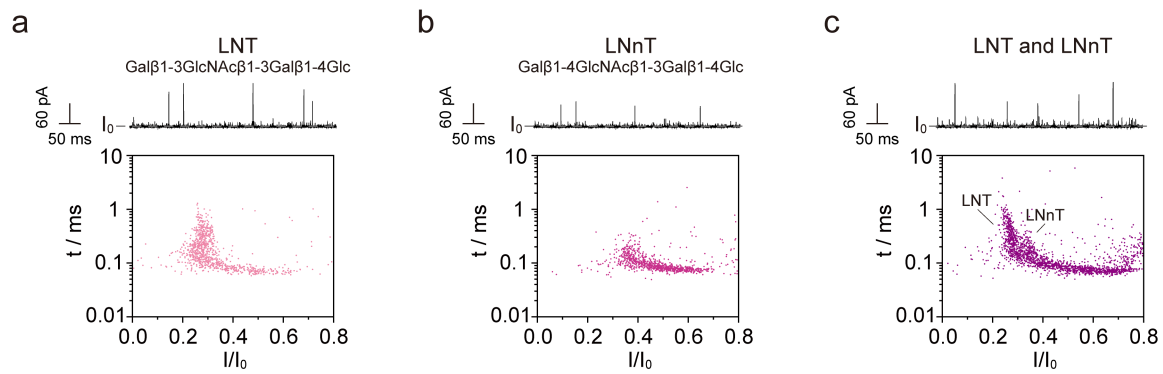 a
LNT
Galβ1-3GlcNAcβ1-3Galβ1-4Glc
60 pA
50 ms
I₀
10
1
0.1
0.01
t / ms
0.0 0.2 0.4 0.6 0.8
I/I₀
b
LNnT
Galβ1-4GlcNAcβ1-3Galβ1-4Glc
60 pA
50 ms
I₀
10
1
0.1
0.01
t / ms
0.0 0.2 0.4 0.6 0.8
I/I₀
c
LNT and LNnT
60 pA
50 ms
I₀
10
1
0.1
0.01
t / ms
LNT
LNnT
0.0 0.2 0.4 0.6 0.8
I/I₀